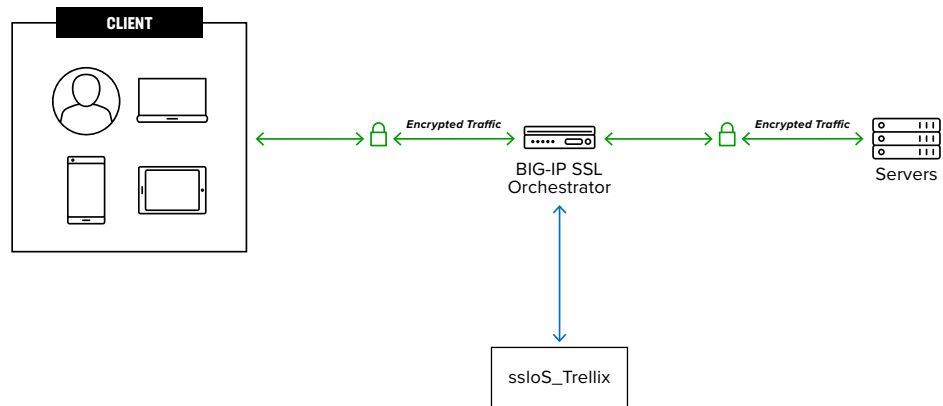 CLIENT
Encrypted Traffic
Encrypted Traffic
BIG-IP SSL
Orchestrator
Servers
ssloS_Trellix